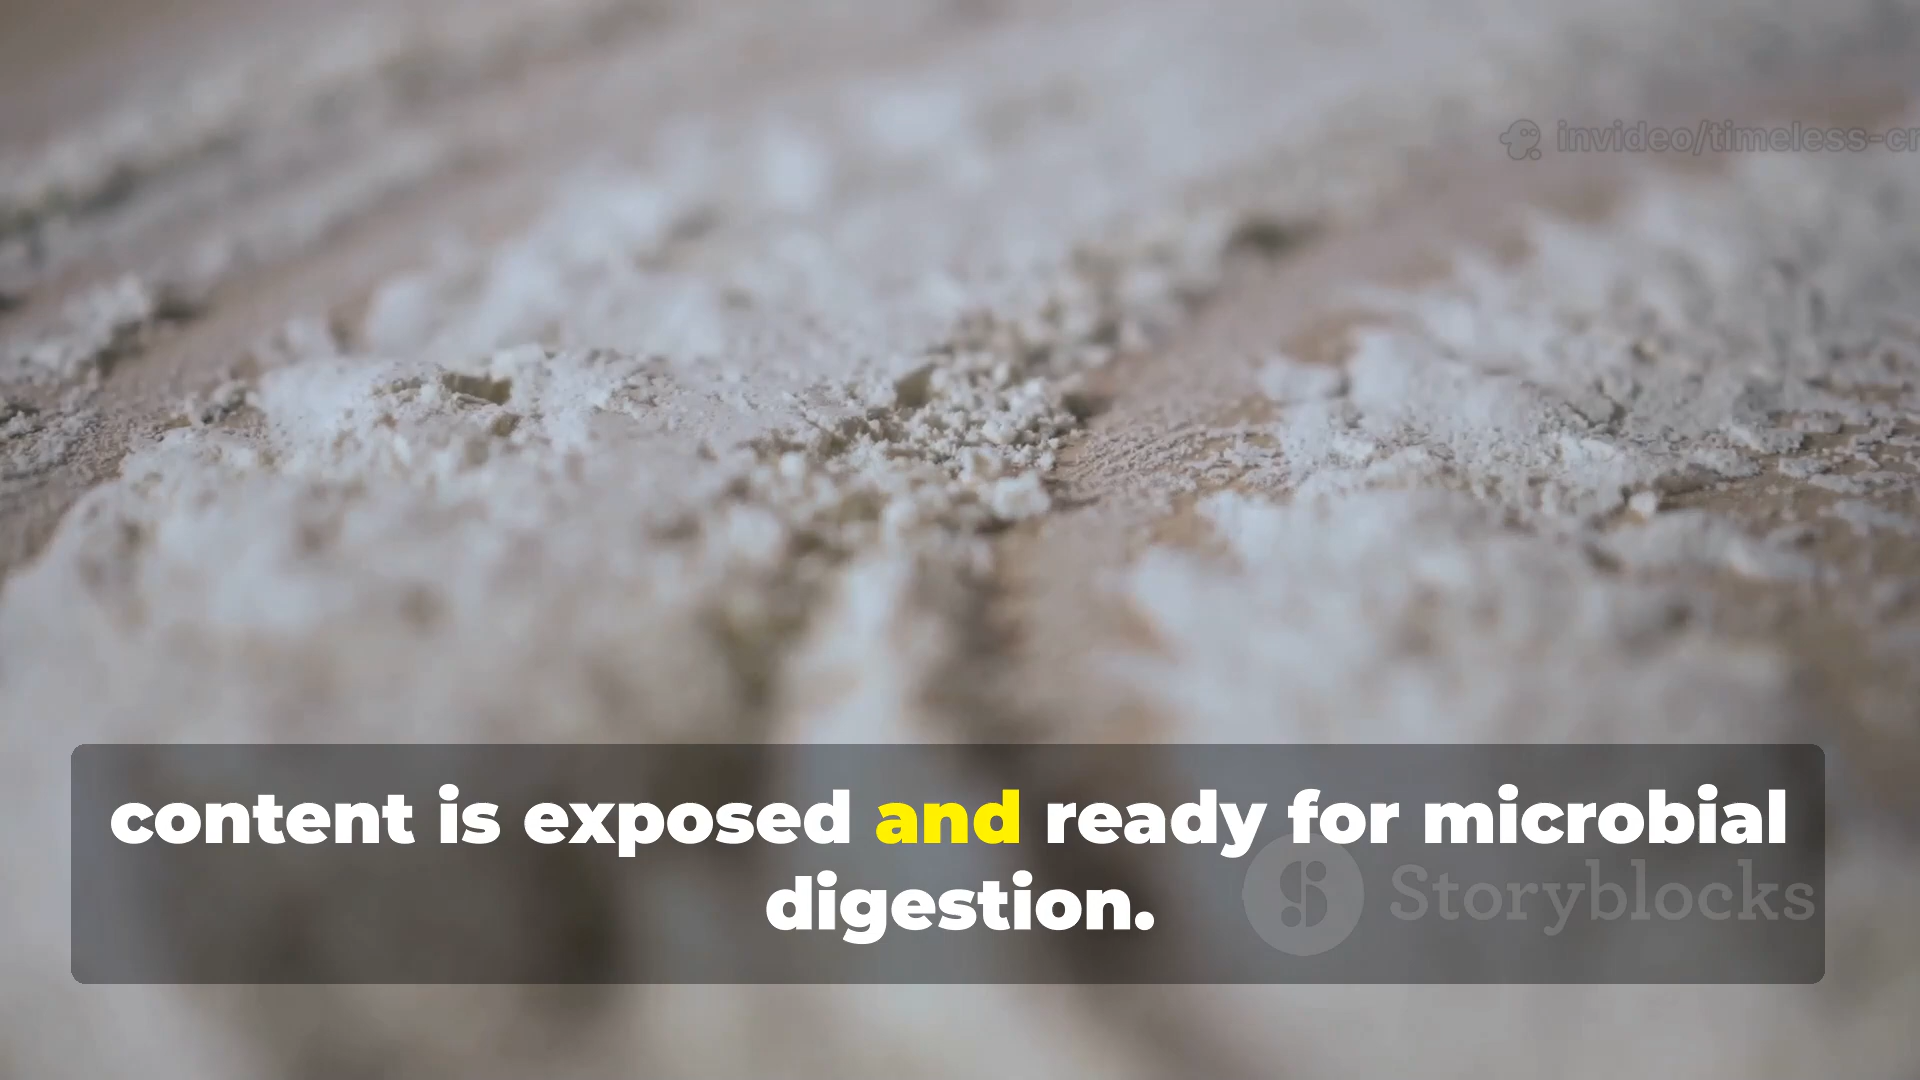 invideo/timeless-cr
content is exposed and ready for microbial
digestion.
Storyblocks